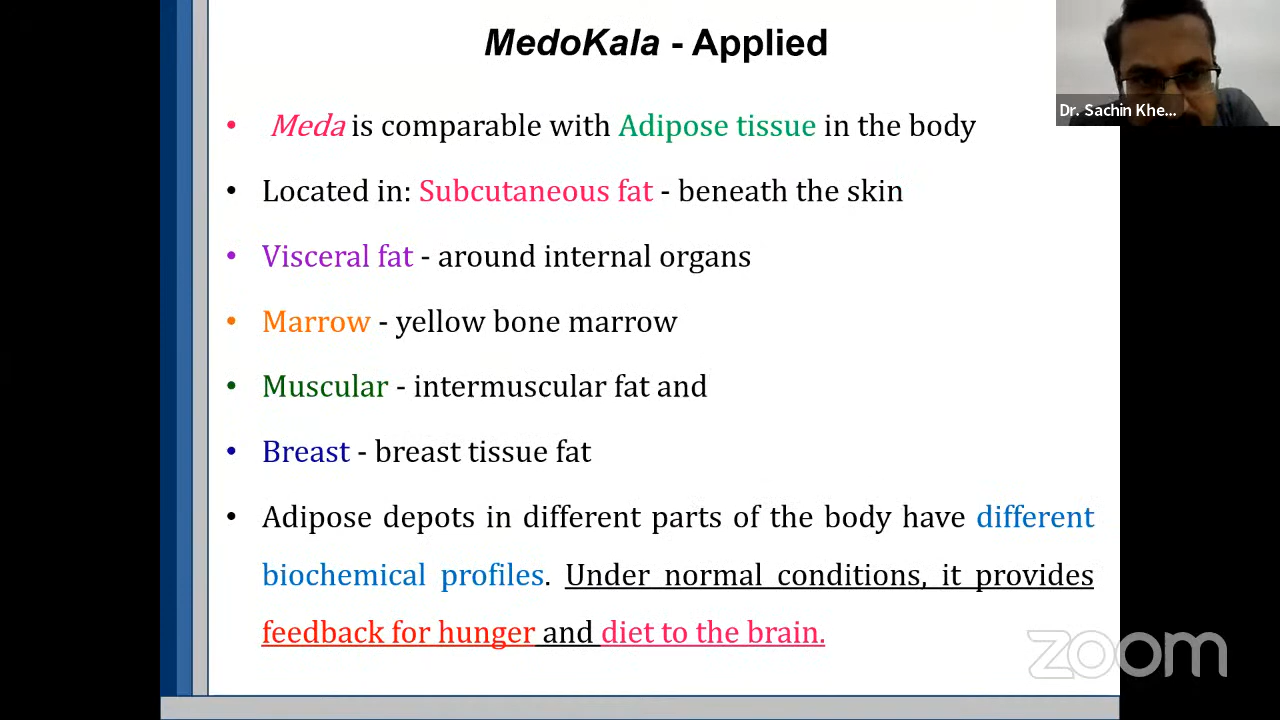 MedoKala - Applied
Dr. Sachin Khe...
• Meda is comparable with Adipose tissue in the body
• Located in: Subcutaneous fat - beneath the skin
• Visceral fat - around internal organs
• Marrow - yellow bone marrow
• Muscular - intermuscular fat and
• Breast - breast tissue fat
• Adipose depots in different parts of the body have different
biochemical profiles. Under normal conditions, it provides
feedback for hunger and diet to the brain.
zoom